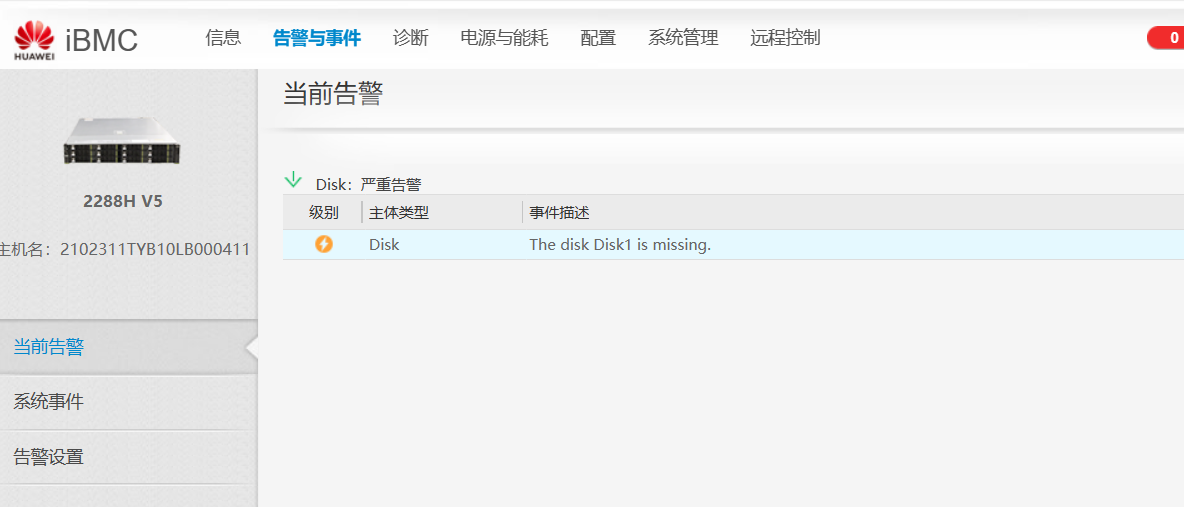 HUAWEI iBMC 信息 告警与事件 诊断 电源与能耗 配置 系统管理 远程控制 0
当前告警
2288H V5
主机名：2102311TYB10LB000411
当前告警
系统事件
告警设置
Disk：严重告警
级别 主体类型 事件描述
Disk The disk Disk1 is missing.